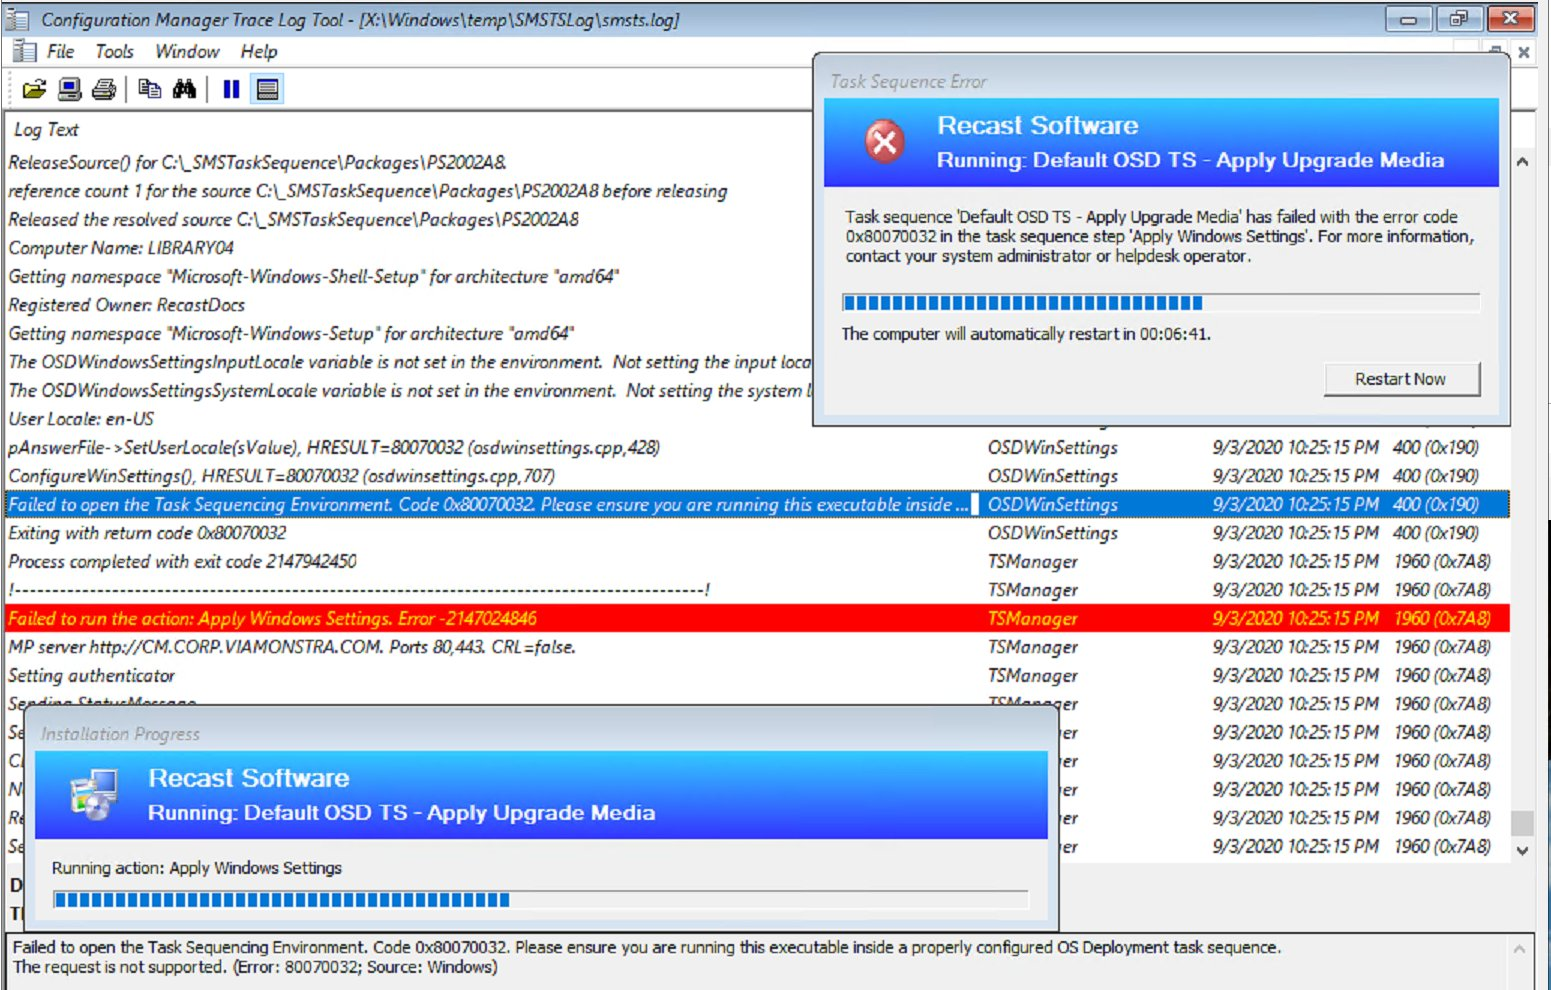 Configuration Manager Trace Log Tool - [X:\Windows\temp\SMSTSLog\smsts.log]
File Tools Window Help
Log Text
ReleaseSource() for C:\_SMSTaskSequence\Packages\PS2002A8.
reference count 1 for the source C:\_SMSTaskSequence\Packages\PS2002A8 before releasing
Released the resolved source C:\_SMSTaskSequence\Packages\PS2002A8
Computer Name: LIBRARY04
Getting namespace "Microsoft-Windows-Shell-Setup" for architecture "amd64"
Registered Owner: RecastDocs
Getting namespace "Microsoft-Windows-Setup" for architecture "amd64"
The OSDWindowsSettingsInputLocale variable is not set in the environment. Not setting the input loca
The OSDWindowsSettingsSystemLocale variable is not set in the environment. Not setting the system l
User Locale: en-US
Task Sequence Error
Recast Software
Running: Default OSD TS - Apply Upgrade Media
Task sequence 'Default OSD TS - Apply Upgrade Media' has failed with the error code
0x80070032 in the task sequence step 'Apply Windows Settings'. For more information,
contact your system administrator or helpdesk operator.
The computer will automatically restart in 00:06:41.
Restart Now
pAnswerFile->SetUserLocale(sValue), HRESULT=80070032 (osdwinsettings.cpp,428) OSDWinSettings 9/3/2020 10:25:15 PM 400 (0x190)
ConfigureWinSettings(), HRESULT=80070032 (osdwinsettings.cpp,707) OSDWinSettings 9/3/2020 10:25:15 PM 400 (0x190)
Failed to open the Task Sequencing Environment. Code 0x80070032. Please ensure you are running this executable inside ... OSDWinSettings 9/3/2020 10:25:15 PM 400 (0x190)
Exiting with return code 0x80070032 OSDWinSettings 9/3/2020 10:25:15 PM 400 (0x190)
Process completed with exit code 2147942450 TSManager 9/3/2020 10:25:15 PM 1960 (0x7A8)
!--------------------------------------------------------------------------------------------! TSManager 9/3/2020 10:25:15 PM 1960 (0x7A8)
Failed to run the action: Apply Windows Settings. Error -2147024846 TSManager 9/3/2020 10:25:15 PM 1960 (0x7A8)
MP server http://CM.CORP.VIAMONSTRA.COM. Ports 80,443. CRL=false. TSManager 9/3/2020 10:25:15 PM 1960 (0x7A8)
Setting authenticator TSManager 9/3/2020 10:25:15 PM 1960 (0x7A8)
Sending StatusMessage TSManager 9/3/2020 10:25:15 PM 1960 (0x7A8)
Se er 9/3/2020 10:25:15 PM 1960 (0x7A8)
er 9/3/2020 10:25:15 PM 1960 (0x7A8)
er 9/3/2020 10:25:15 PM 1960 (0x7A8)
Re er 9/3/2020 10:25:15 PM 1960 (0x7A8)
Se er 9/3/2020 10:25:15 PM 1960 (0x7A8)
Installation Progress
Recast Software
Running: Default OSD TS - Apply Upgrade Media
Running action: Apply Windows Settings
Failed to open the Task Sequencing Environment. Code 0x80070032. Please ensure you are running this executable inside a properly configured OS Deployment task sequence.
The request is not supported. (Error: 80070032; Source: Windows)